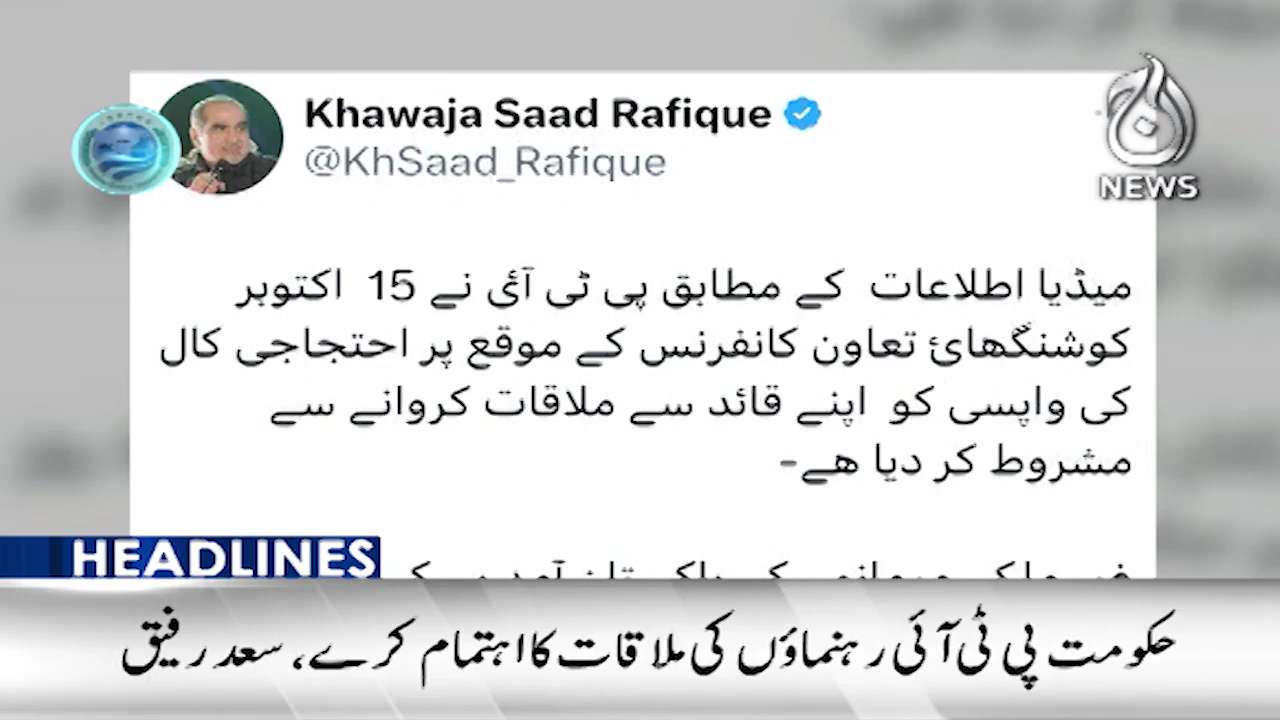 Khawaja Saad Rafique
@KhSaad_Rafique
NEWS
میڈیا اطلاعات کے مطابق پی ٹی آئ نے 15 اکتوبر
کوشنگھائ تعاون کانفرنس کے موقع پر احتجاجی کال
کی واپسی کو اپنے قائد سے ملاقات کروانے سے
مشروط کر دیا ھے-
HEADLINES
حکومت پی ٹی آئی رہنماؤں کی ملاقات کا اہتمام کرے، سعد رفیق